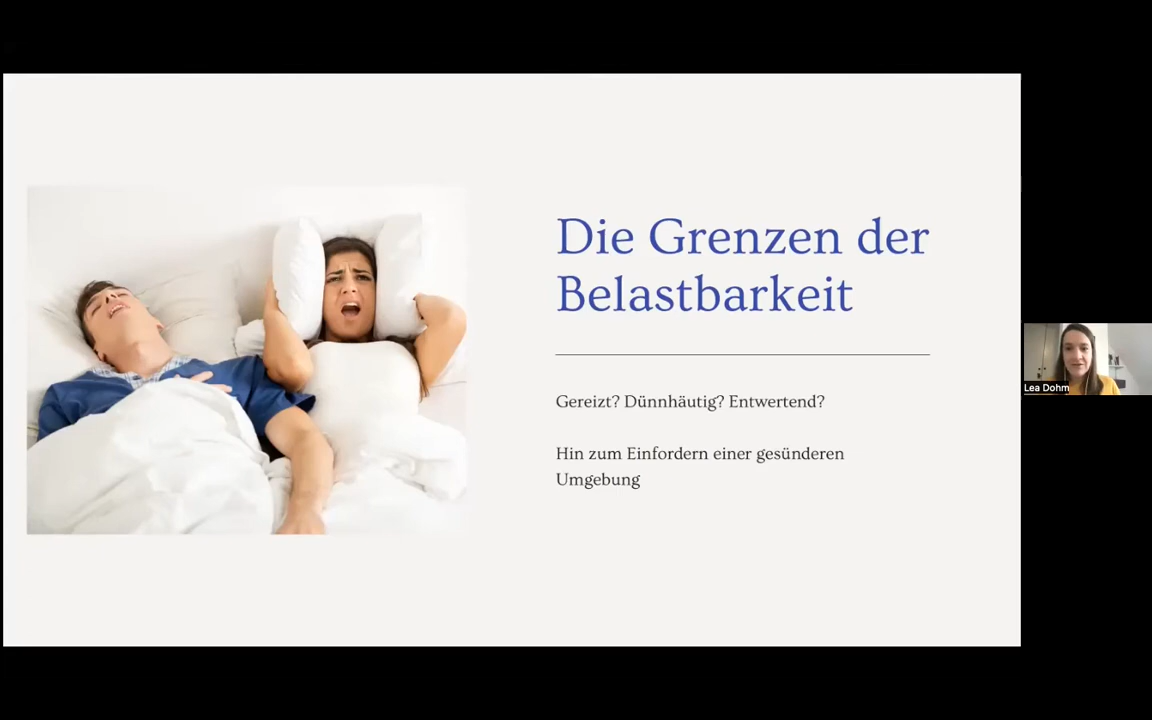 Die Grenzen der
Belastbarkeit
Gereizt? Dünnhäutig? Entwertend?
Hin zum Einfordern einer gesünderen
Umgebung
Lea Dohm